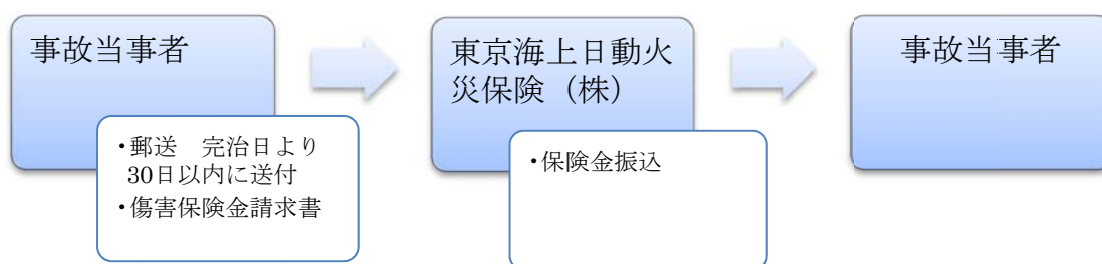 事故当事者
・郵送　完治日より
30日以内に送付
・傷害保険金請求書
東京海上日動火
災保険（株）
・保険金振込
事故当事者